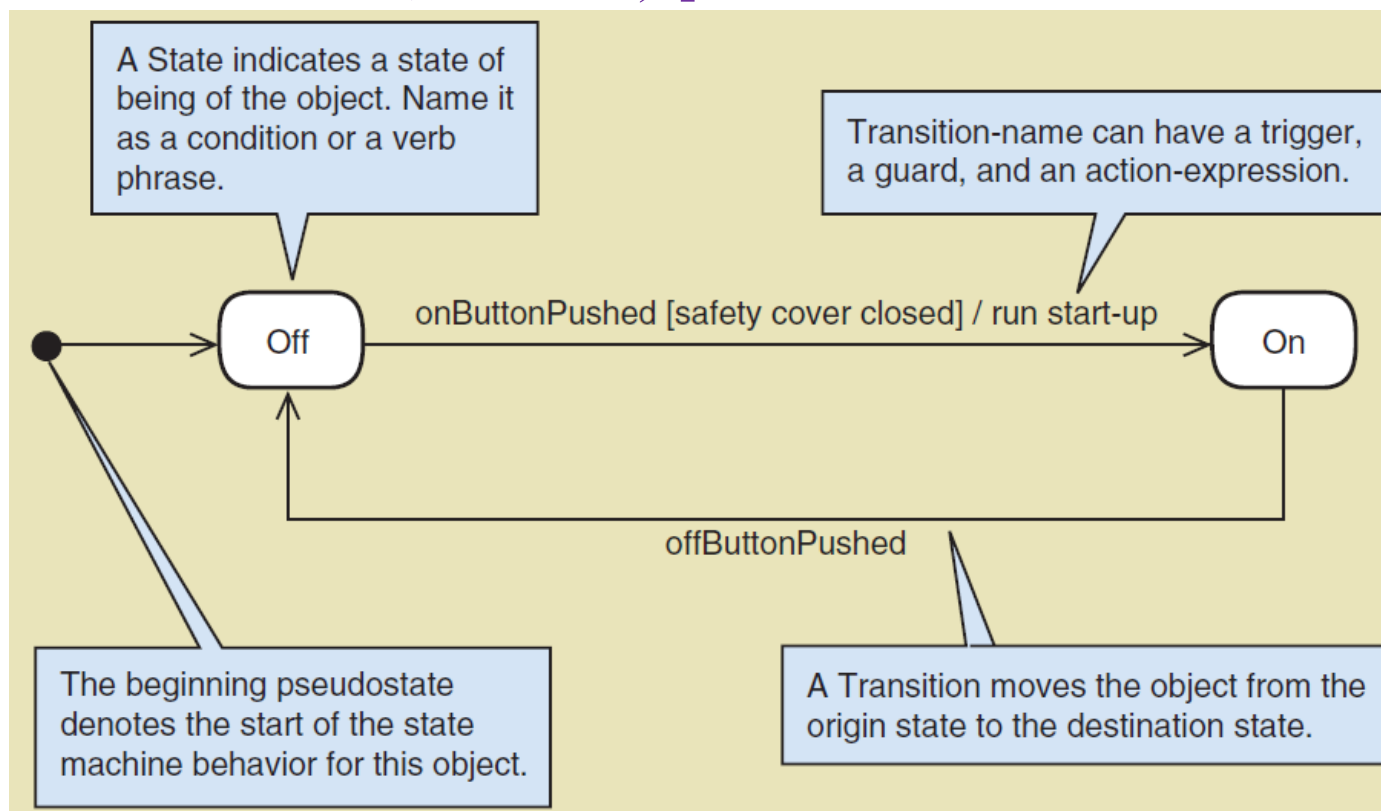 A State indicates a state of
being of the object. Name it
as a condition or a verb
phrase.
Transition-name can have a trigger,
a guard, and an action-expression.
onButtonPushed [safety cover closed] / run start-up
Off
On
offButtonPushed
The beginning pseudostate
denotes the start of the state
machine behavior for this object.
A Transition moves the object from the
origin state to the destination state.